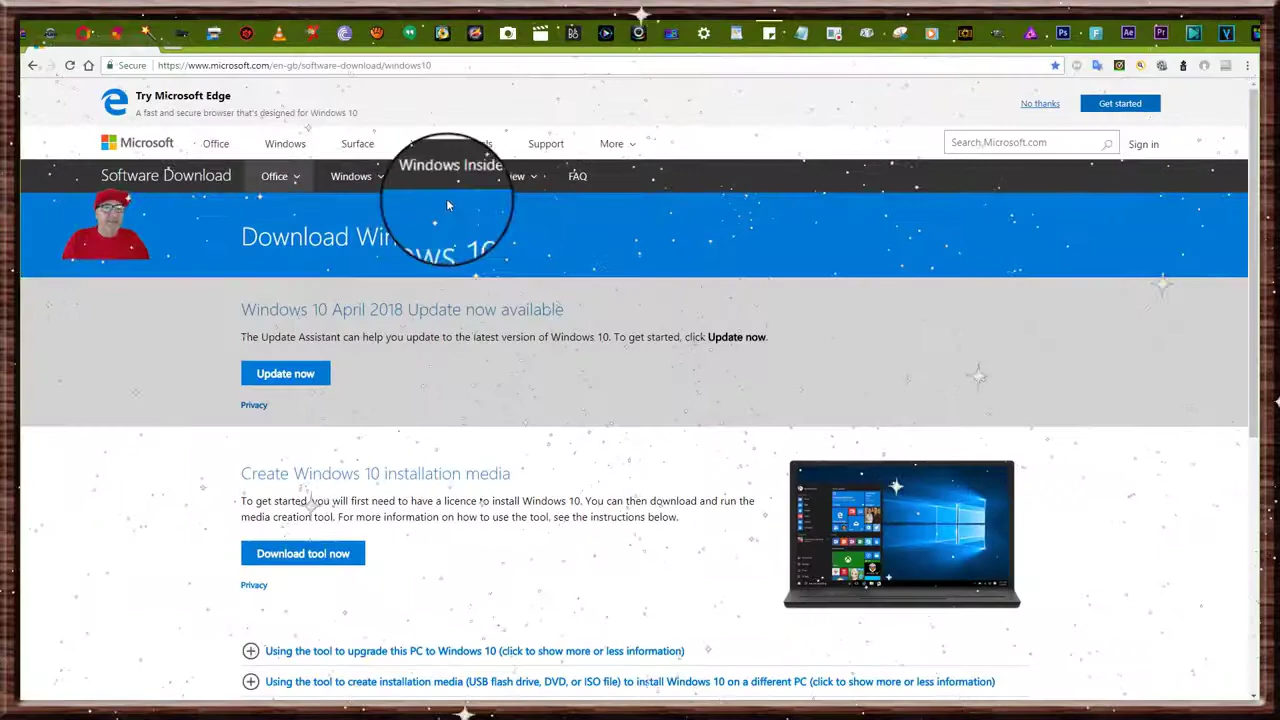 Secure
https://www.microsoft.com/en-gb/software-download/windows10
Try Microsoft Edge
A fast and secure browser that's designed for Windows 10
No thanks
Get started
Microsoft
Office
Windows
Surface
Support
More
Search Microsoft.com
Sign in
Software Download
Office
Windows
Windows Inside
FAQ
Download Win
ows 10
Windows 10 April 2018 Update now available
The Update Assistant can help you update to the latest version of Windows 10. To get started, click Update now.
Update now
Privacy
Create Windows 10 installation media
To get started, you will first need to have a licence to install Windows 10. You can then download and run the
media creation tool. For more information on how to use the tool, see the instructions below.
Download tool now
Privacy
Using the tool to upgrade this PC to Windows 10 (click to show more or less information)
Using the tool to create installation media (USB flash drive, DVD, or ISO file) to install Windows 10 on a different PC (click to show more or less information)